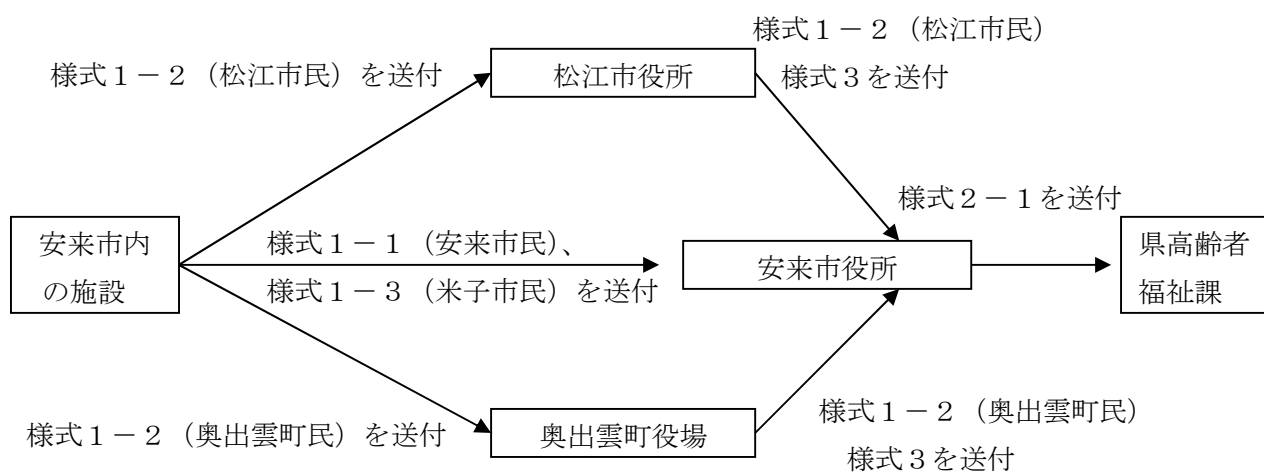 様式１－２（松江市民）
様式１－２（松江市民）を送付
松江市役所
様式３を送付
様式２－１を送付
安来市内
の施設
様式１－１（安来市民）、
様式１－３（米子市民）を送付
安来市役所
県高齢者
福祉課
様式１－２（奥出雲町民）を送付
奥出雲町役場
様式１－２（奥出雲町民）
様式３を送付